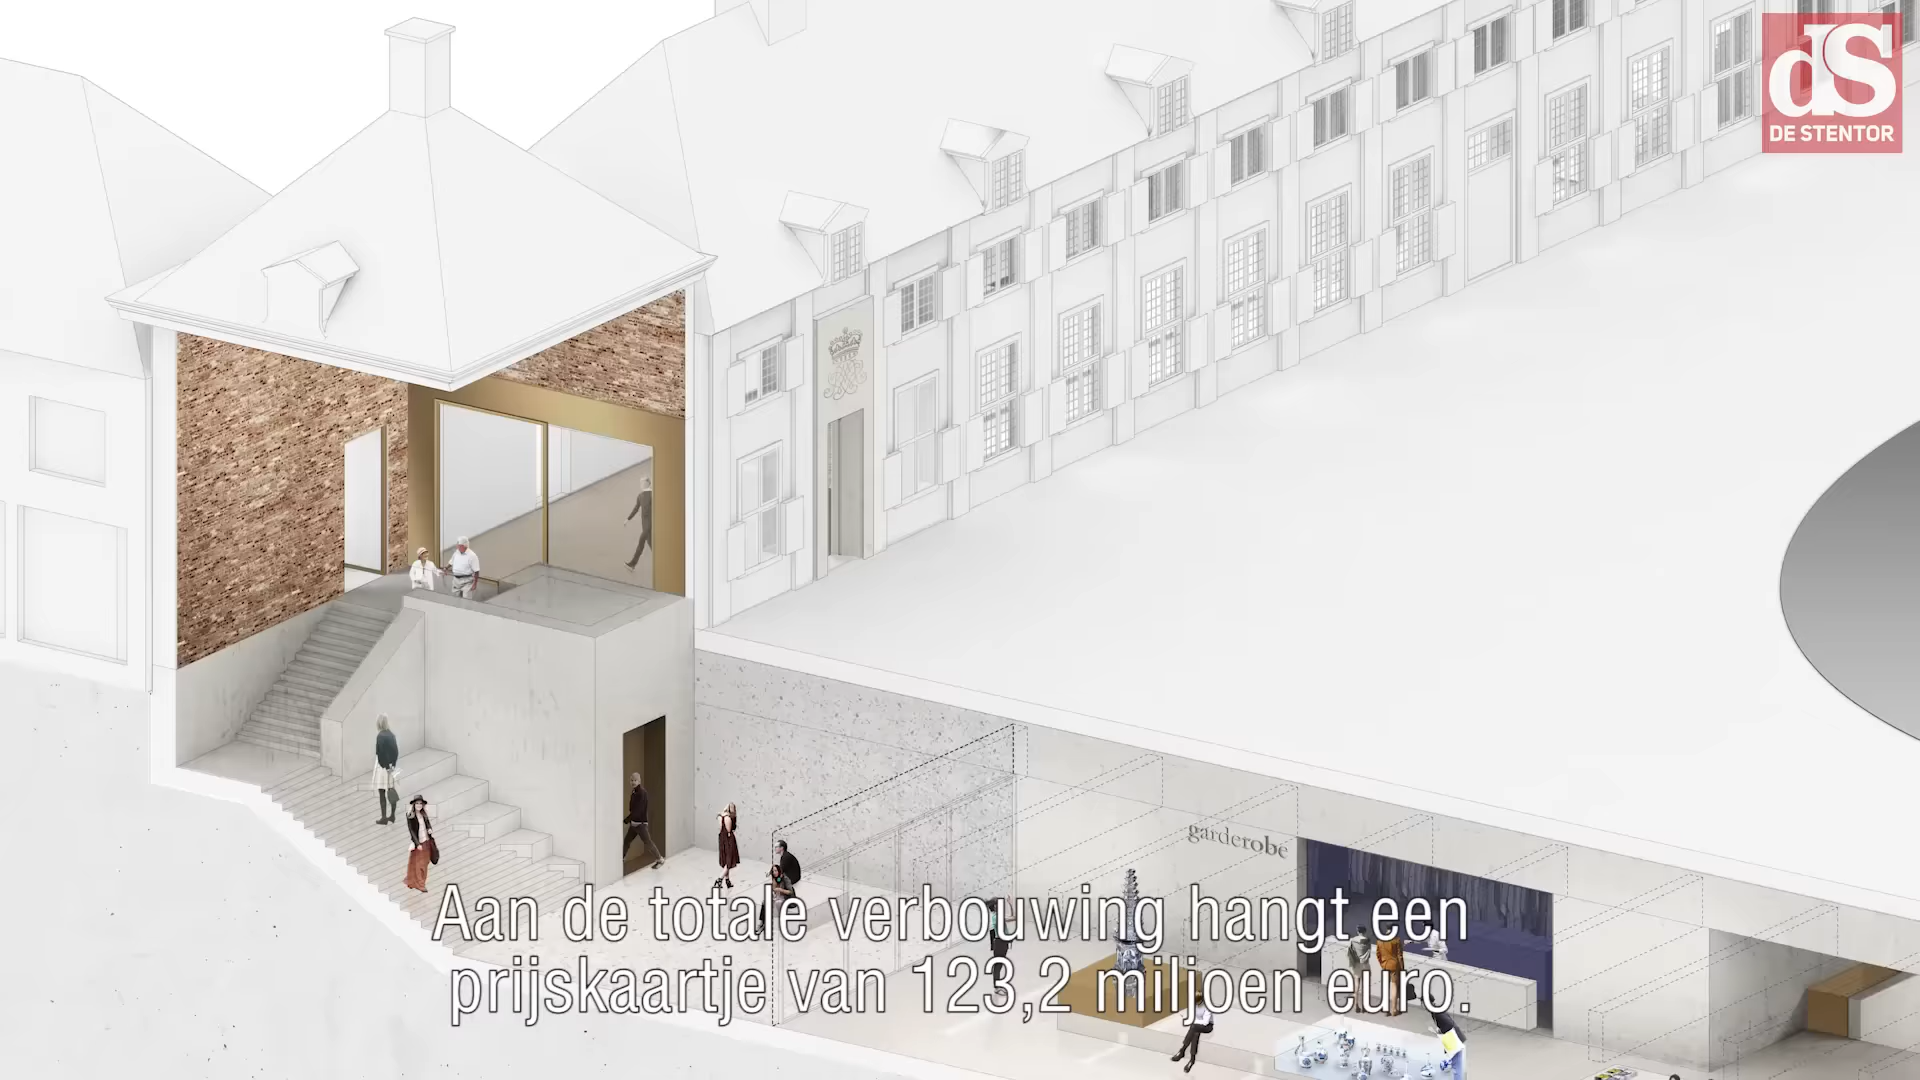 dS
DE STENTOR
garderobe
Aan de totale verbouwing hangt een
prijskaartje van 123,2 miljoen euro.